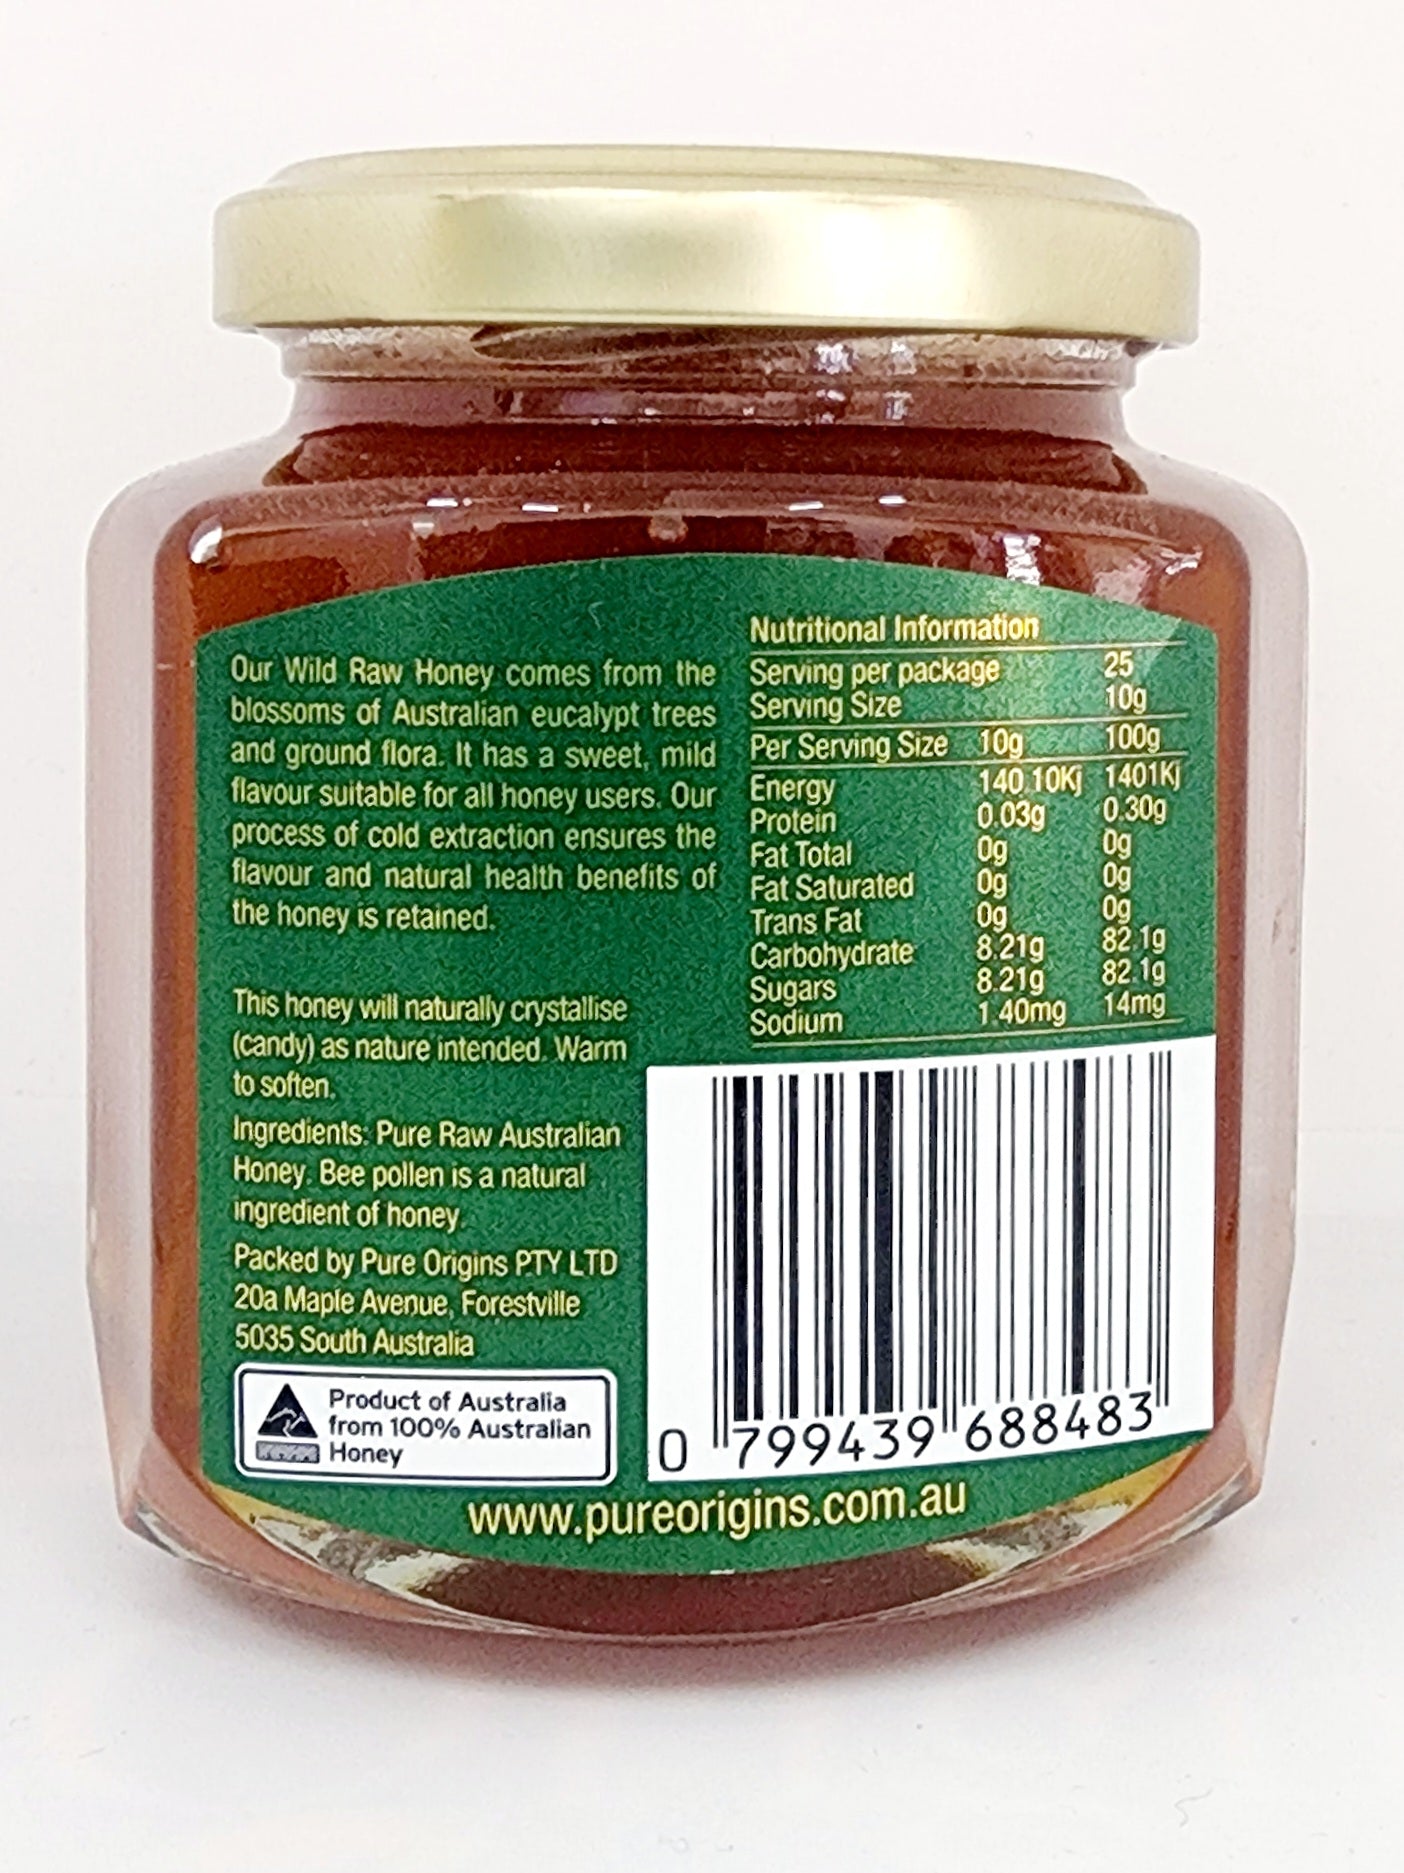 Our Wild Raw Honey comes from the
blossoms of Australian eucalypt trees
and ground flora. It has a sweet, mild
flavour suitable for all honey users. Our
process of cold extraction ensures the
flavour and natural health benefits of
the honey is retained.
This honey will naturally crystallise
(candy) as nature intended. Warm
to soften.
Ingredients: Pure Raw Australian
Honey. Bee pollen is a natural
ingredient of honey.
Packed by Pure Origins PTY LTD
20a Maple Avenue, Forestville
5035 South Australia
Product of Australia
from 100% Australian
Honey
Nutritional Information
Serving per package 25
Serving Size 10g
Per Serving Size 10g 100g
Energy 140.10Kj 1401Kj
Protein 0.03g 0.30g
Fat Total 0g 0g
Fat Saturated 0g 0g
Trans Fat 0g 0g
Carbohydrate 8.21g 82.1g
Sugars 8.21g 82.1g
Sodium 1.40mg 14mg
0 799439 688483
www.pureorigins.com.au